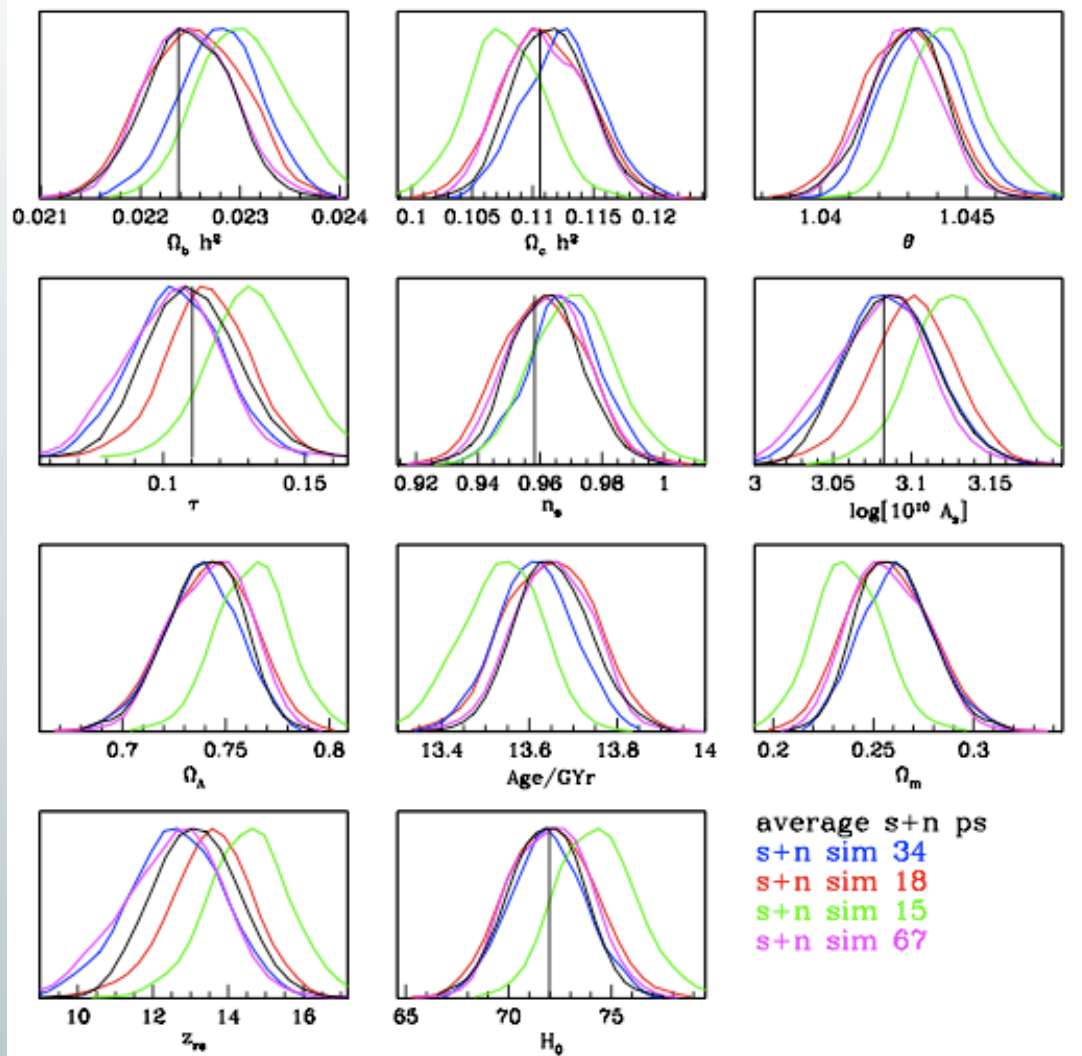 0.021 0.022 0.023 0.024
Ω_b h²
0.1 0.105 0.11 0.115 0.12
Ω_c h²
1.04 1.045
θ
0.1 0.15
τ
0.92 0.94 0.96 0.98 1
n_s
3 3.05 3.1 3.15
log[10¹⁰ A_s]
0.7 0.75 0.8
Ω_Λ
13.4 13.6 13.8 14
Age/GYr
0.2 0.25 0.3
Ω_m
10 12 14 16
z_re
65 70 75
H_0
average s+n ps
s+n sim 34
s+n sim 18
s+n sim 15
s+n sim 67